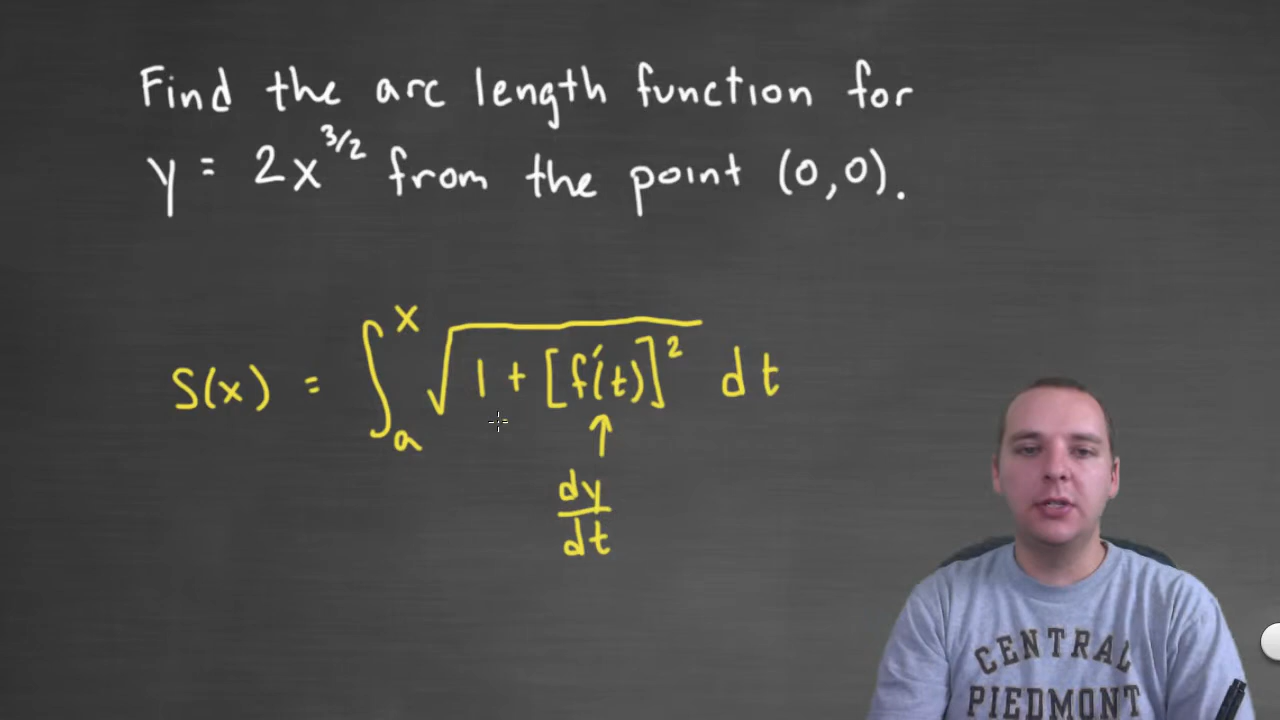 Find the arc length function for
y = 2x^{3/2} from the point (0,0).
S(x) = ∫_a^x √(1 + [f'(t)]^2) dt
↑
dy/dt
CENTRAL
PIEDMONT